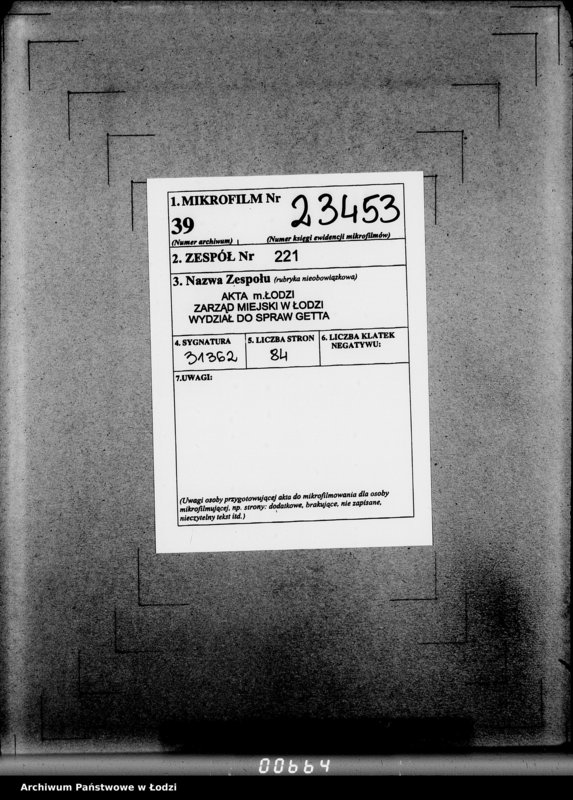 1. MIKROFILM Nr 23453
39
(Numer archiwum) (Numer księgi ewidencji mikrofilmów)
2. ZESPÓŁ Nr 221
3. Nazwa Zespołu (rubryka nieobowiązkowa)
AKTA m.ŁODZI
ZARZĄD MIEJSKI W ŁODZI
WYDZIAŁ DO SPRAW GETTA
4. SYGNATURA 5. LICZBA STRON 6. LICZBA KLATEK
NEGATYWU:
31362 84
7.UWAGI:
(Uwagi osoby przygotowującej akta do mikrofilmowania dla osoby
mikrofilmującej, np. strony: dodatkowe, brakujące, nie zapisane,
nieczytelny tekst itd.)
00664
Archiwum Państwowe w Łodzi